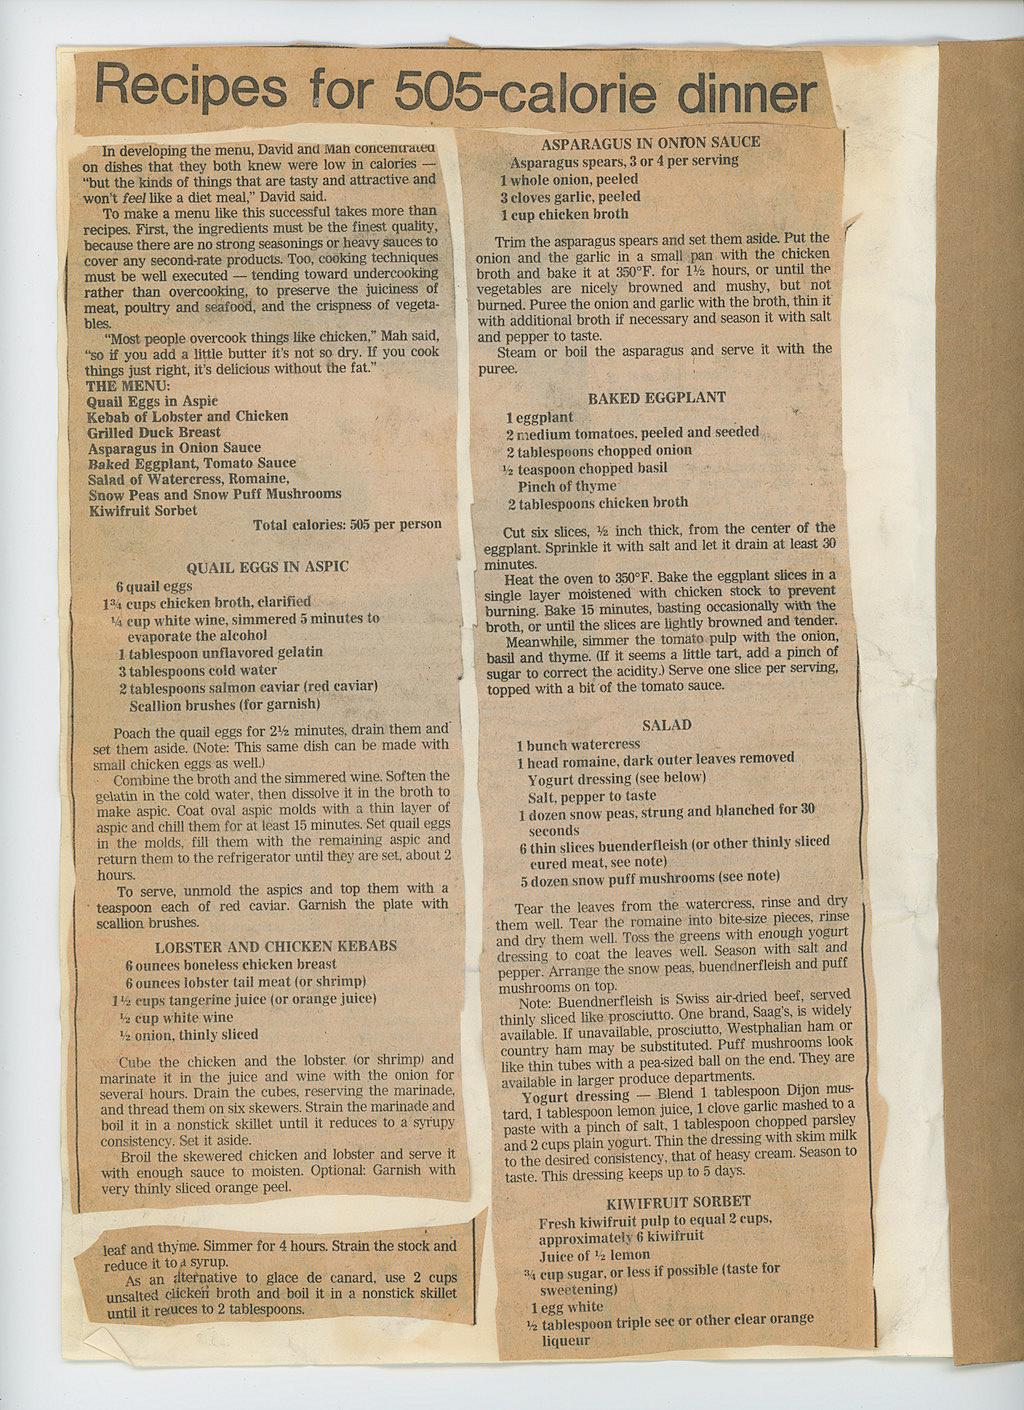 Recipes for 505-calorie dinner
In developing the menu, David and Mah concentrated
on dishes that they both knew were low in calories —
"but the kinds of things that are tasty and attractive and
won't feel like a diet meal," David said.
To make a menu like this successful takes more than
recipes. First, the ingredients must be the finest quality,
because there are no strong seasonings or heavy sauces to
cover any second-rate products. Too, cooking techniques
must be well executed — tending toward undercooking
rather than overcooking, to preserve the juiciness of
meat, poultry and seafood, and the crispness of vegeta-
bles.
"Most people overcook things like chicken," Mah said,
"so if you add a little butter it's not so dry. If you cook
things just right, it's delicious without the fat."
THE MENU:
Quail Eggs in Aspic
Kebab of Lobster and Chicken
Grilled Duck Breast
Asparagus in Onion Sauce
Baked Eggplant, Tomato Sauce
Salad of Watercress, Romaine,
Snow Peas and Snow Puff Mushrooms
Kiwifruit Sorbet
Total calories: 505 per person
QUAIL EGGS IN ASPIC
6 quail eggs
1¾ cups chicken broth, clarified
¼ cup white wine, simmered 5 minutes to
evaporate the alcohol
1 tablespoon unflavored gelatin
3 tablespoons cold water
2 tablespoons salmon caviar (red caviar)
Scallion brushes (for garnish)
Poach the quail eggs for 2½ minutes, drain them and
set them aside. (Note: This same dish can be made with
small chicken eggs as well.)
Combine the broth and the simmered wine. Soften the
gelatin in the cold water, then dissolve it in the broth to
make aspic. Coat oval aspic molds with a thin layer of
aspic and chill them for at least 15 minutes. Set quail eggs
in the molds, fill them with the remaining aspic and
return them to the refrigerator until they are set, about 2
hours.
To serve, unmold the aspics and top them with a
teaspoon each of red caviar. Garnish the plate with
scallion brushes.
LOBSTER AND CHICKEN KEBABS
6 ounces boneless chicken breast
6 ounces lobster tail meat (or shrimp)
1½ cups tangerine juice (or orange juice)
½ cup white wine
½ onion, thinly sliced
Cube the chicken and the lobster (or shrimp) and
marinate it in the juice and wine with the onion for
several hours. Drain the cubes, reserving the marinade,
and thread them on six skewers. Strain the marinade and
boil it in a nonstick skillet until it reduces to a syrupy
consistency. Set it aside.
Broil the skewered chicken and lobster and serve it
with enough sauce to moisten. Optional: Garnish with
very thinly sliced orange peel.
leaf and thyme. Simmer for 4 hours. Strain the stock and
reduce it to a syrup.
As an alternative to glace de canard, use 2 cups
unsalted chicken broth and boil it in a nonstick skillet
until it reduces to 2 tablespoons.
ASPARAGUS IN ONION SAUCE
Asparagus spears, 3 or 4 per serving
1 whole onion, peeled
3 cloves garlic, peeled
1 cup chicken broth
Trim the asparagus spears and set them aside. Put the
onion and the garlic in a small pan with the chicken
broth and bake it at 350°F. for 1½ hours, or until the
vegetables are nicely browned and mushy, but not
burned. Puree the onion and garlic with the broth, thin it
with additional broth if necessary and season it with salt
and pepper to taste.
Steam or boil the asparagus and serve it with the
puree.
BAKED EGGPLANT
1 eggplant
2 medium tomatoes, peeled and seeded
2 tablespoons chopped onion
½ teaspoon chopped basil
Pinch of thyme
2 tablespoons chicken broth
Cut six slices, ½ inch thick, from the center of the
eggplant. Sprinkle it with salt and let it drain at least 30
minutes.
Heat the oven to 350°F. Bake the eggplant slices in a
single layer moistened with chicken stock to prevent
burning. Bake 15 minutes, basting occasionally with the
broth, or until the slices are lightly browned and tender.
Meanwhile, simmer the tomato pulp with the onion,
basil and thyme. (If it seems a little tart, add a pinch of
sugar to correct the acidity.) Serve one slice per serving,
topped with a bit of the tomato sauce.
SALAD
1 bunch watercress
1 head romaine, dark outer leaves removed
Yogurt dressing (see below)
Salt, pepper to taste
1 dozen snow peas, strung and blanched for 30
seconds
6 thin slices buenderfleish (or other thinly sliced
cured meat, see note)
5 dozen snow puff mushrooms (see note)
Tear the leaves from the watercress, rinse and dry
them well. Tear the romaine into bite-size pieces, rinse
and dry them well. Toss the greens with enough yogurt
dressing to coat the leaves well. Season with salt and
pepper. Arrange the snow peas, buendnerfleish and puff
mushrooms on top.
Note: Buendnerfleish is Swiss air-dried beef, served
thinly sliced like prosciutto. One brand, Saag's, is widely
available. If unavailable, prosciutto, Westphalian ham or
country ham may be substituted. Puff mushrooms look
like thin tubes with a pea-sized ball on the end. They are
available in larger produce departments.
Yogurt dressing — Blend 1 tablespoon Dijon mus-
tard, 1 tablespoon lemon juice, 1 clove garlic mashed to a
paste with a pinch of salt, 1 tablespoon chopped parsley
and 2 cups plain yogurt. Thin the dressing with skim milk
to the desired consistency, that of heasy cream. Season to
taste. This dressing keeps up to 5 days.
KIWIFRUIT SORBET
Fresh kiwifruit pulp to equal 2 cups,
approximately 6 kiwifruit
Juice of ½ lemon
¾ cup sugar, or less if possible (taste for
sweetening)
1 egg white
½ tablespoon triple sec or other clear orange
liqueur